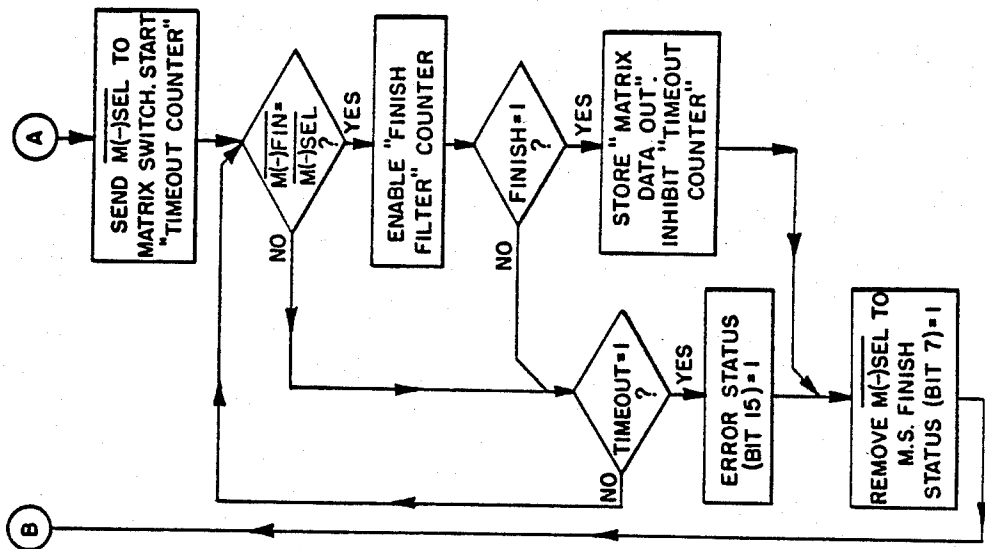 A
SEND M(-)SEL TO
MATRIX SWITCH. START
"TIMEOUT COUNTER"
M(-)FIN=
M(-)SEL
?
YES
NO
ENABLE "FINISH
FILTER" COUNTER
FINISH=1
?
YES
NO
STORE "MATRIX
DATA OUT".
INHIBIT "TIMEOUT
COUNTER"
TIMEOUT=1
?
YES
NO
ERROR STATUS
(BIT 15)=1
REMOVE M(-)SEL TO
M.S. FINISH
STATUS (BIT 7)=1
B